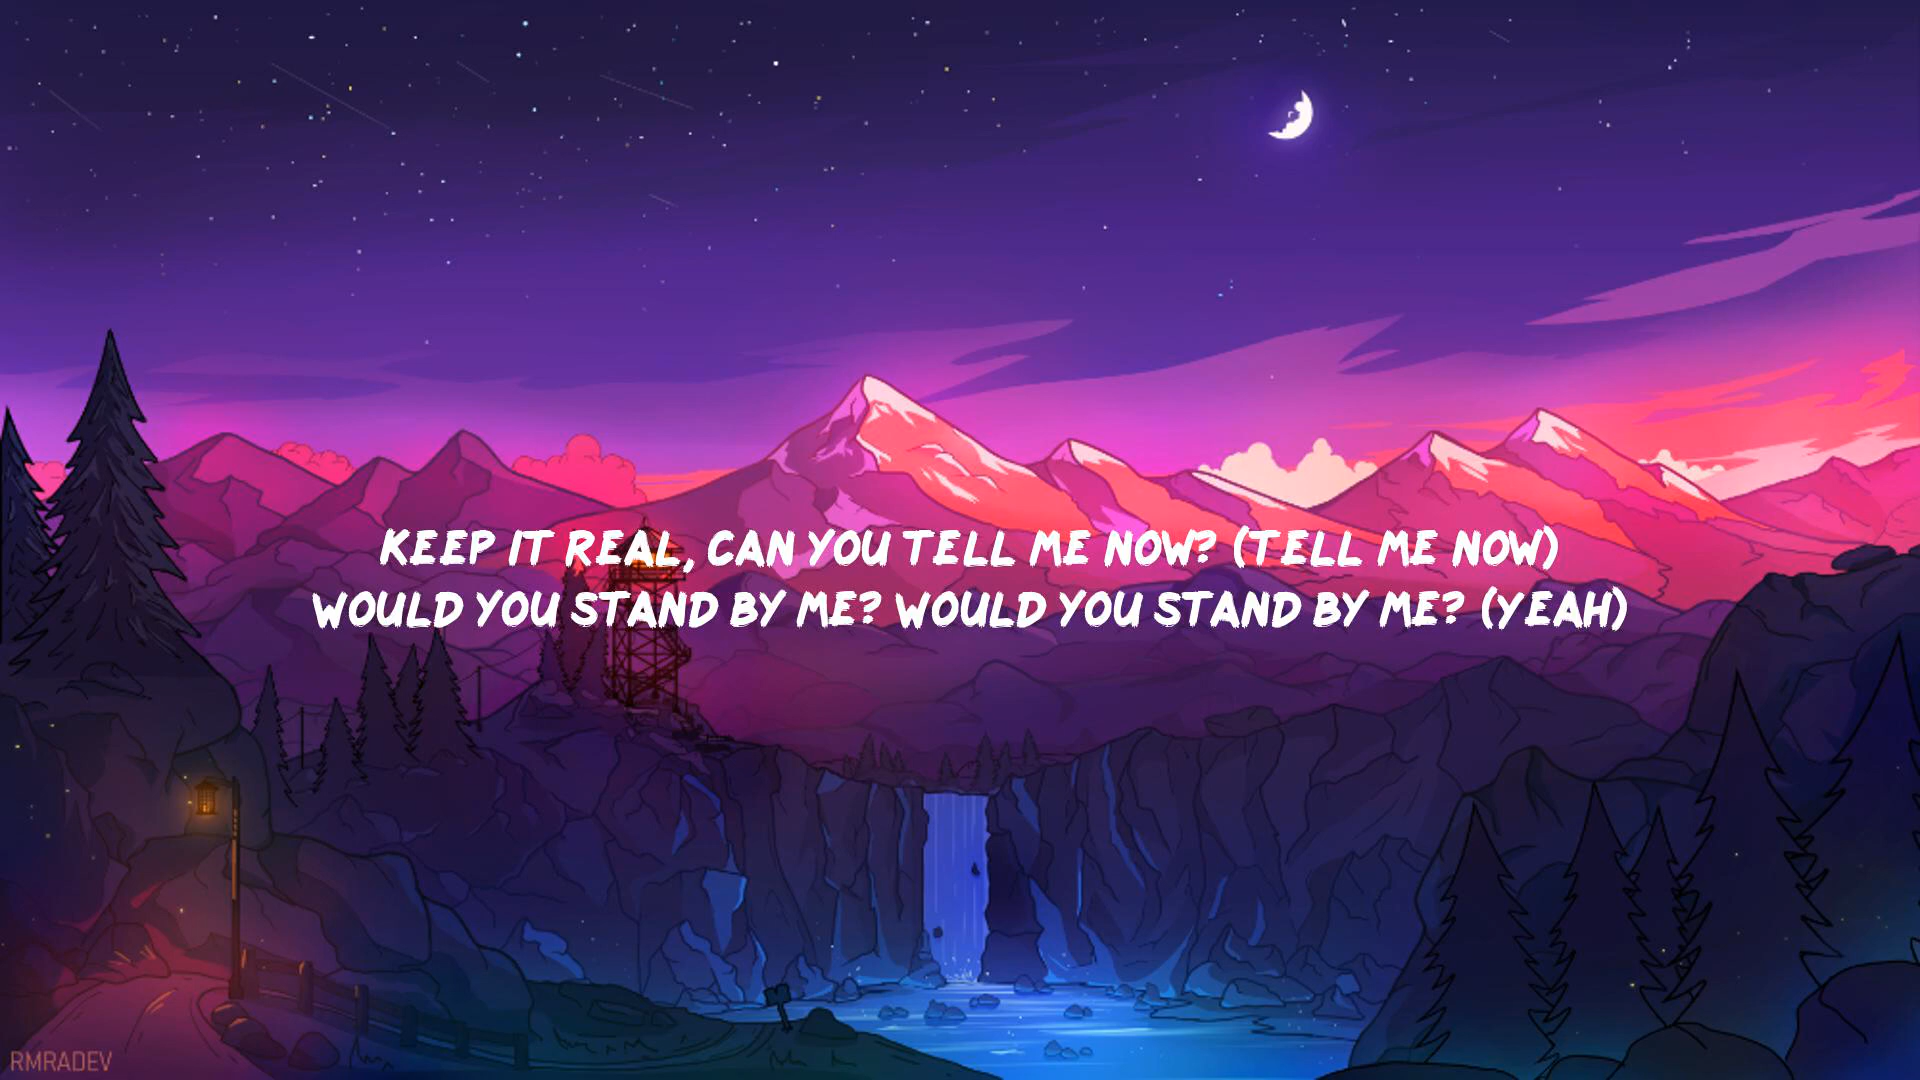 KEEP IT REAL, CAN YOU TELL ME NOW? (TELL ME NOW)
WOULD YOU STAND BY ME? WOULD YOU STAND BY ME? (YEAH)
RMRADEV